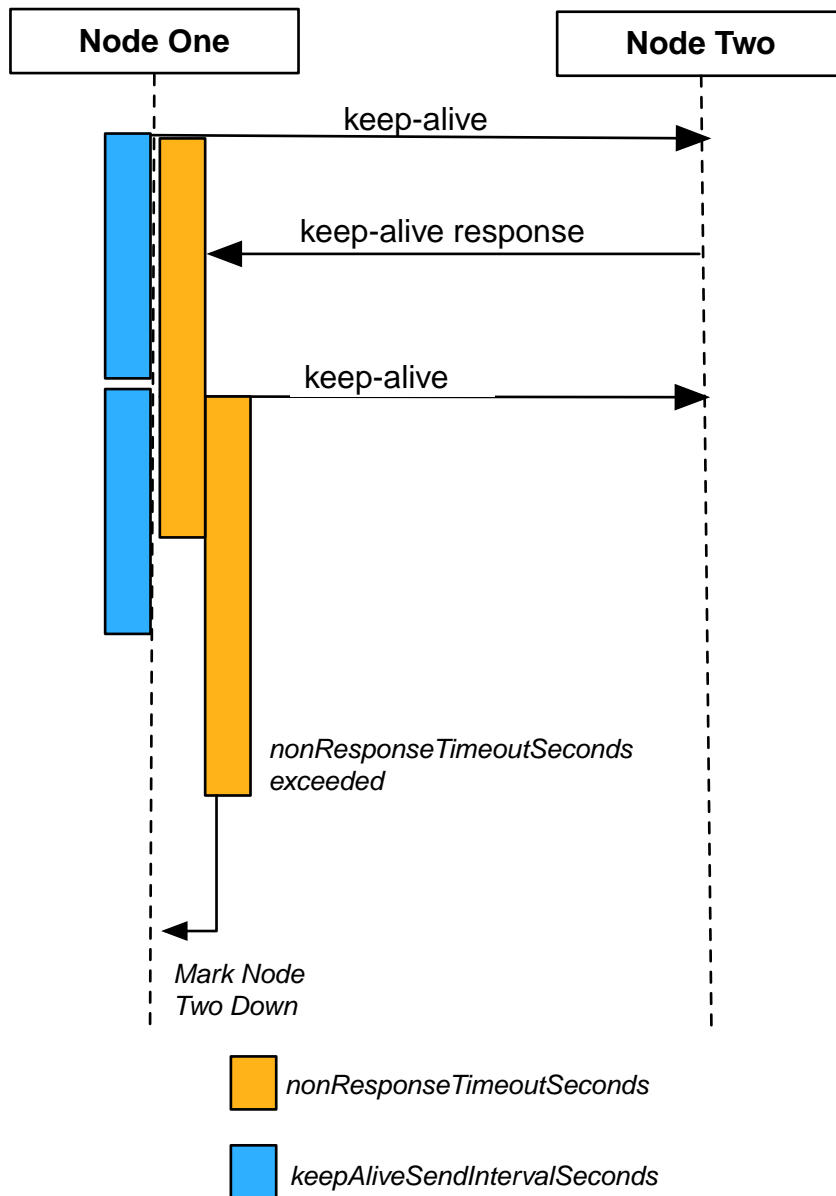 Node One
Node Two
keep-alive
keep-alive response
keep-alive
nonResponseTimeoutSeconds
exceeded
Mark Node
Two Down
nonResponseTimeoutSeconds
keepAliveSendIntervalSeconds